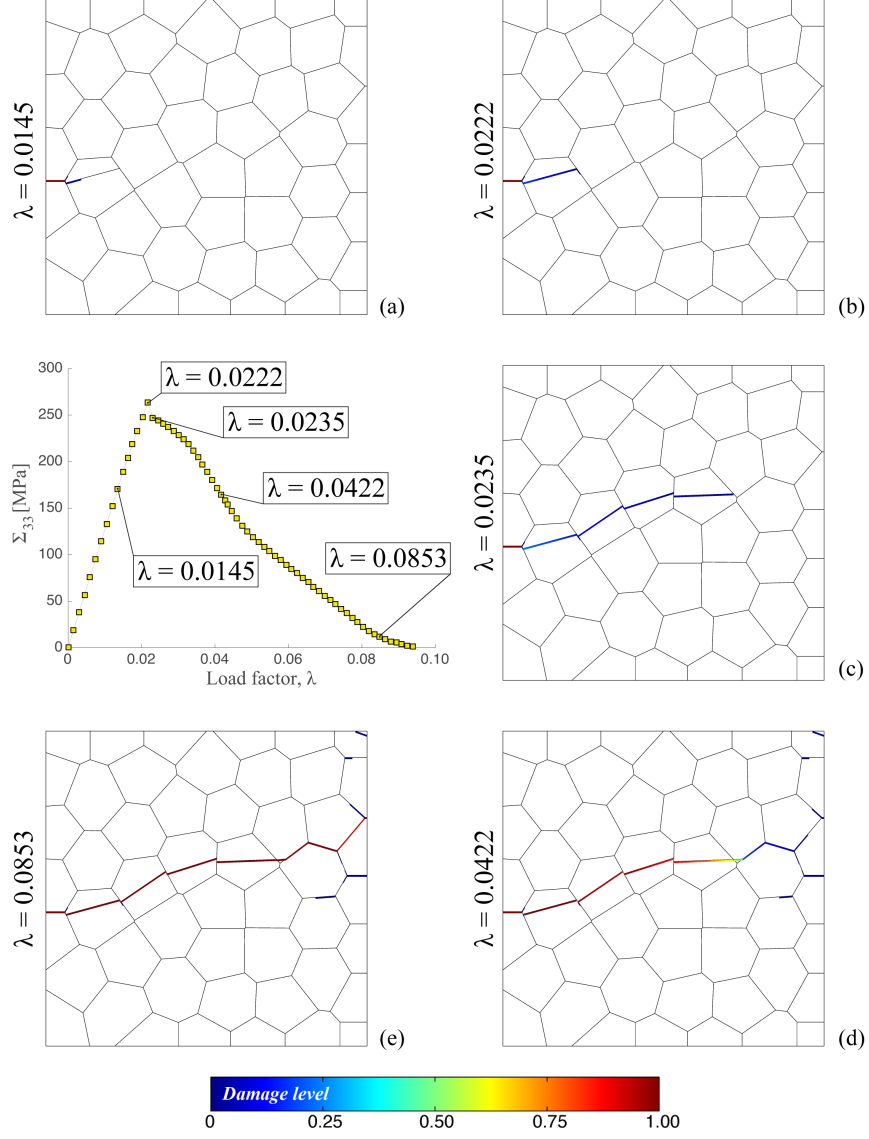 λ = 0.0145
(a)
λ = 0.0222
(b)
300
250
200
150
100
50
0
Σ33 [MPa]
λ = 0.0222
λ = 0.0235
λ = 0.0422
λ = 0.0853
λ = 0.0145
0
0.02
0.04
0.06
0.08
0.10
Load factor, λ
λ = 0.0235
(c)
λ = 0.0853
(e)
λ = 0.0422
(d)
Damage level
0
0.25
0.50
0.75
1.00